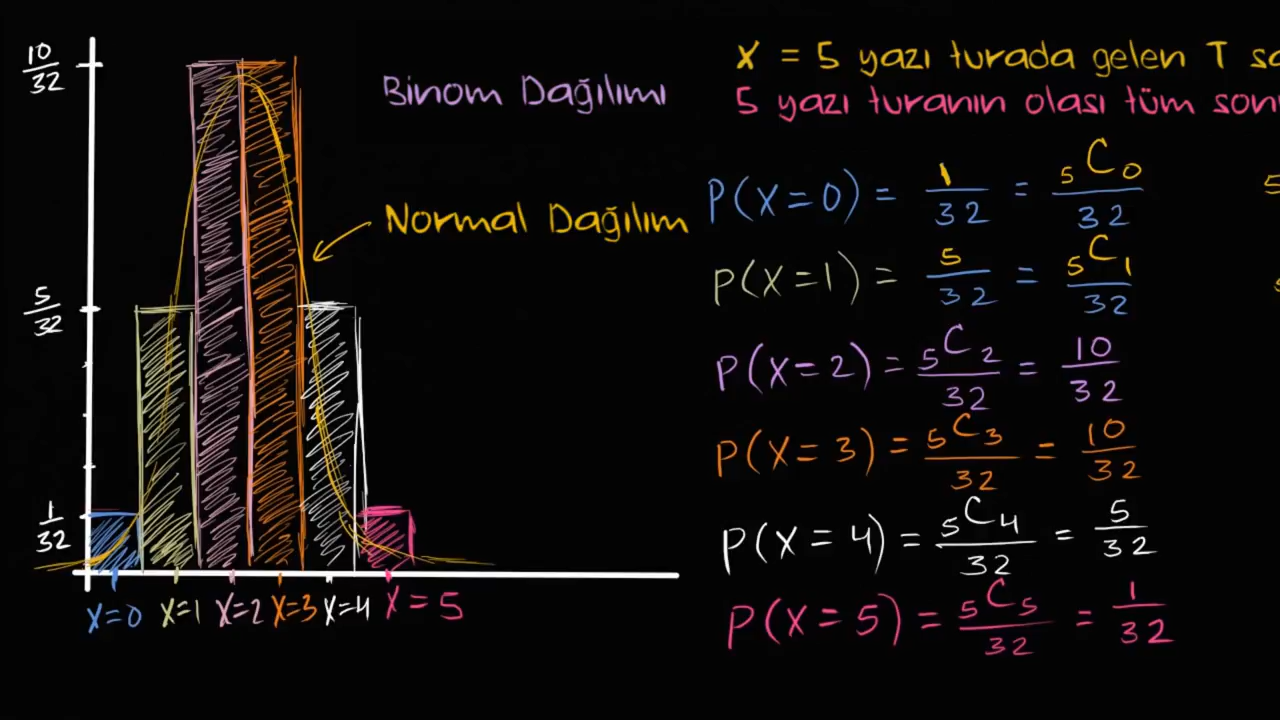 10/32
5/32
1/32
X=0 X=1 X=2 X=3 X=4 X=5
Binom Dağılımı
Normal Dağılım
X = 5 yazı turada gelen T
5 yazı turanın olası tüm
P(X=0) = 1/32 = ₅C₀/32
P(X=1) = 5/32 = ₅C₁/32
P(X=2) = ₅C₂/32 = 10/32
P(X=3) = ₅C₃/32 = 10/32
P(X=4) = ₅C₄/32 = 5/32
P(X=5) = ₅C₅/32 = 1/32